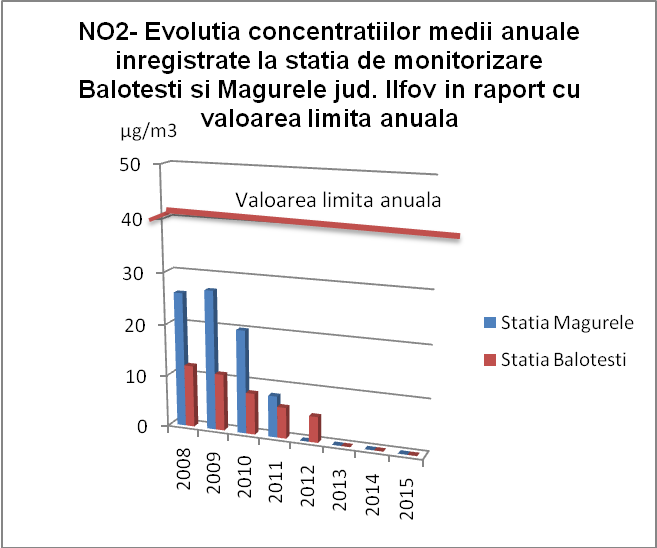 NO2- Evolutia concentratiilor medii anuale
inregistrate la statia de monitorizare
Balotesti si Magurele jud. Ilfov in raport cu
valoarea limita anuala
µg/m3
50
Valoarea limita anuala
40
30
20
10
0
2008
2009
2010
2011
2012
2013
2014
2015
Statia Magurele
Statia Balotesti